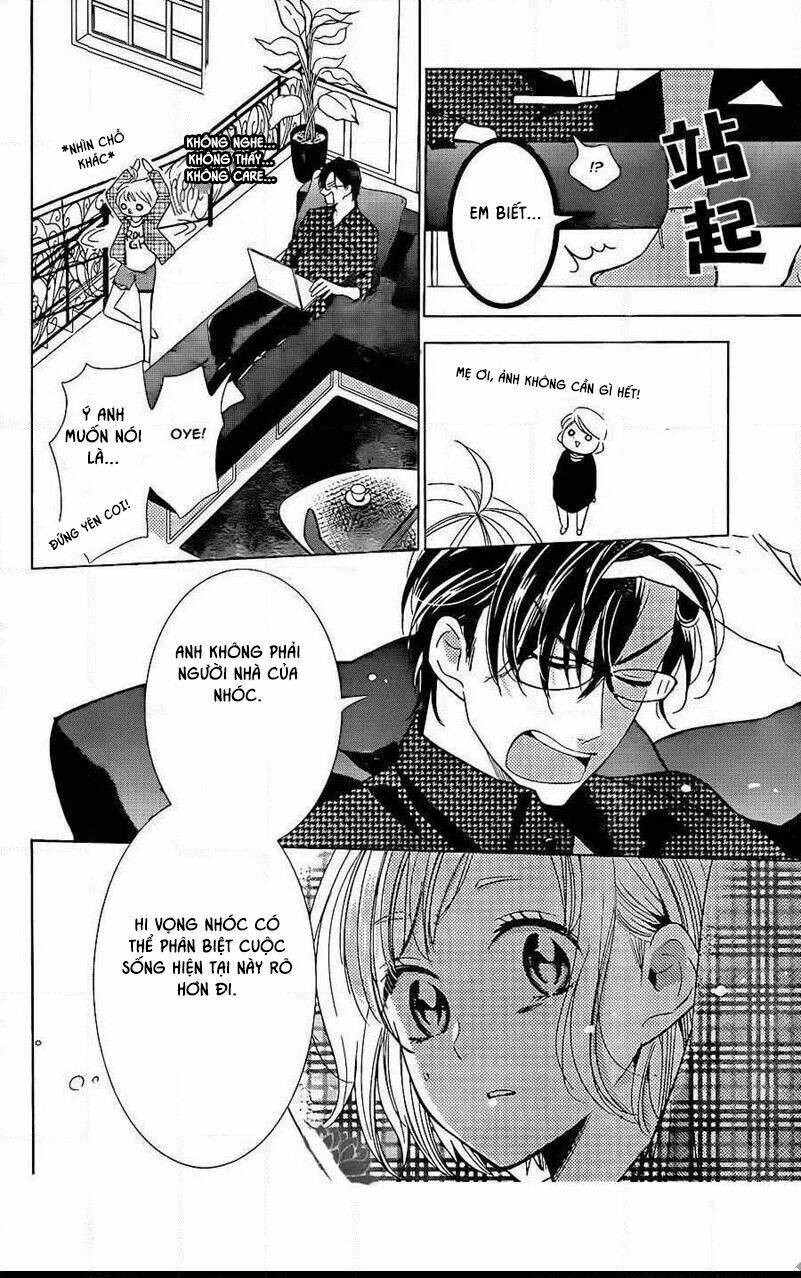 站起
!?
EM BIẾT...
MẸ ƠI, ẢNH KHÔNG CẦN GÌ HẾT!
KHÔNG NGHE...
KHÔNG THẤY...
KHÔNG CARE...
*NHÌN CHỖ
KHÁC*
OYE!
Ý ANH
MUỐN NÓI
LÀ...
ĐỨNG YÊN COI!
ANH KHÔNG PHẢI
NGƯỜI NHÀ CỦA
NHÓC.
HI VỌNG NHÓC CÓ
THỂ PHÂN BIỆT CUỘC
SỐNG HIỆN TẠI NÀY RÕ
HƠN ĐI.